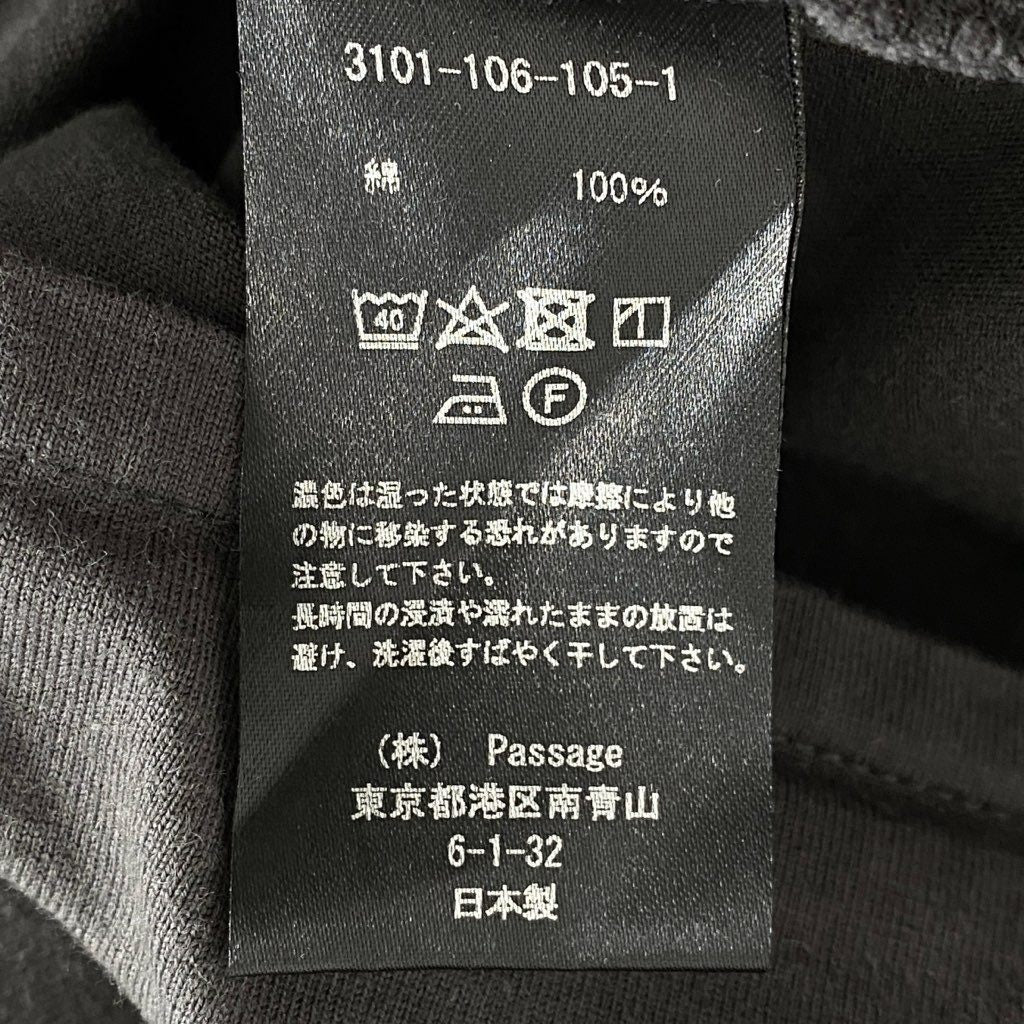 3101-106-105-1
綿 100%
40
F
濃色は湿った状態では摩擦により他
の物に移染する恐れがありますので
注意して下さい。
長時間の浸漬や濡れたままの放置は
避け、洗濯後すばやく干して下さい。
(株) Passage
東京都港区南青山
6-1-32
日本製